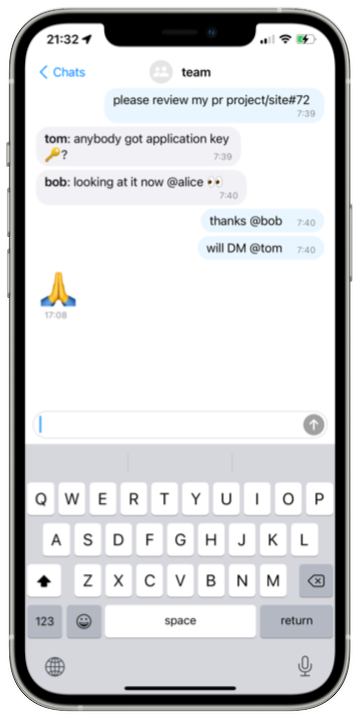 21:32
Chats
team
please review my pr project/site#72
7:39
tom: anybody got application key
🔑?
7:39
bob: looking at it now @alice 👀
7:40
thanks @bob 7:40
will DM @tom 7:40
🙏
17:08
Q W E R T Y U I O P
A S D F G H J K L
Z X C V B N M
123 space return